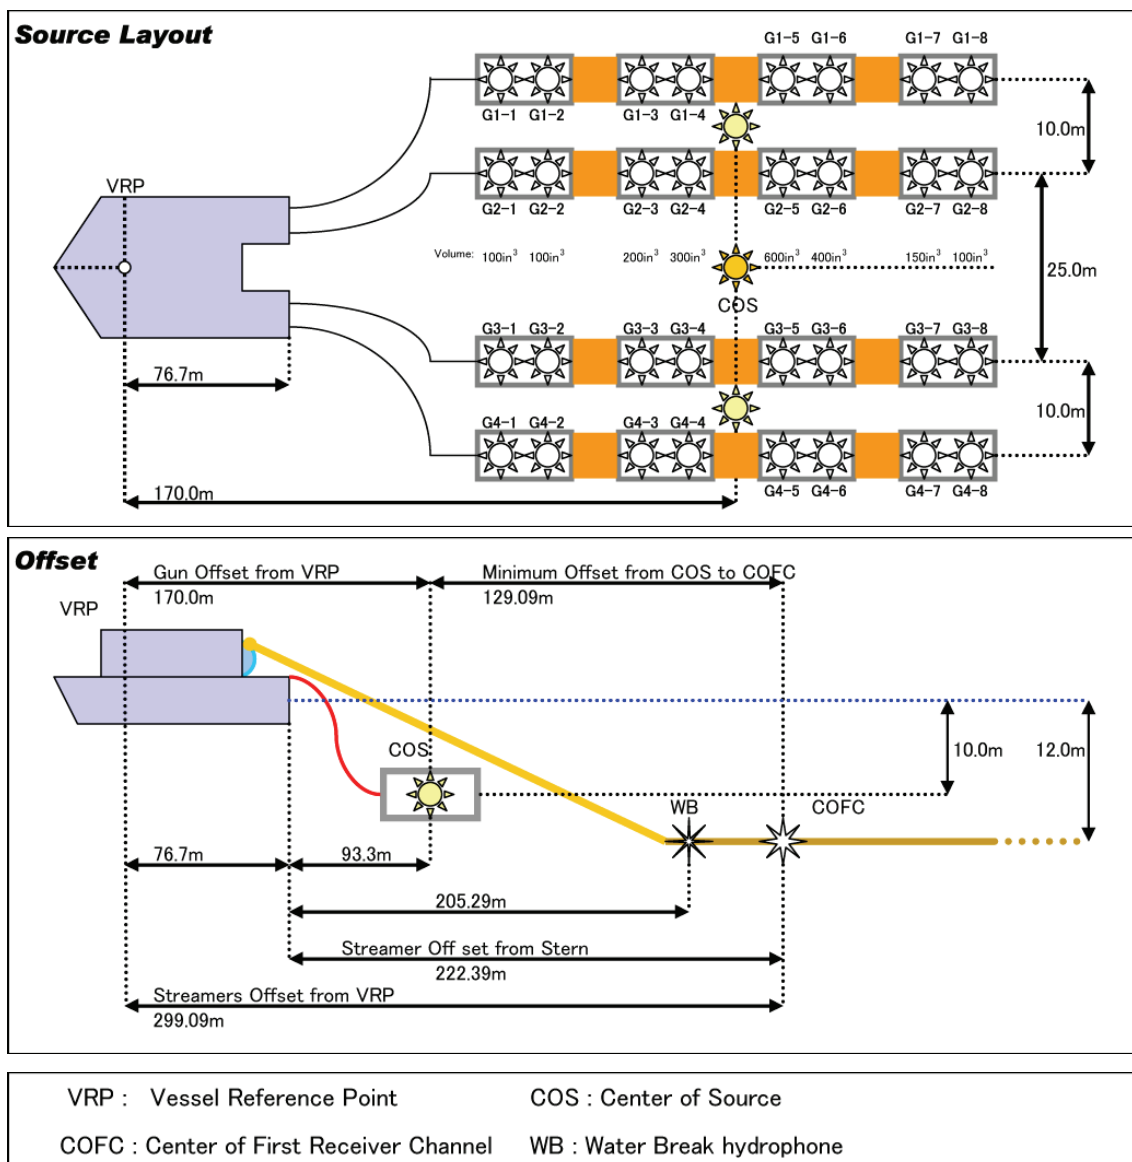 Source Layout
G1-5 G1-6 G1-7 G1-8
G1-1 G1-2 G1-3 G1-4
10.0m
VRP
G2-1 G2-2 G2-3 G2-4 G2-5 G2-6 G2-7 G2-8
Volume: 100in³ 100in³ 200in³ 300in³ 600in³ 400in³ 150in³ 100in³
25.0m
COS
G3-1 G3-2 G3-3 G3-4 G3-5 G3-6 G3-7 G3-8
76.7m
10.0m
G4-1 G4-2 G4-3 G4-4
G4-5 G4-6 G4-7 G4-8
170.0m
Offset
Gun Offset from VRP
170.0m
Minimum Offset from COS to COFC
129.09m
VRP
COS
10.0m
12.0m
WB
COFC
76.7m
93.3m
205.29m
Streamer Off set from Stern
222.39m
Streamers Offset from VRP
299.09m
VRP : Vessel Reference Point
COS : Center of Source
COFC : Center of First Receiver Channel
WB : Water Break hydrophone